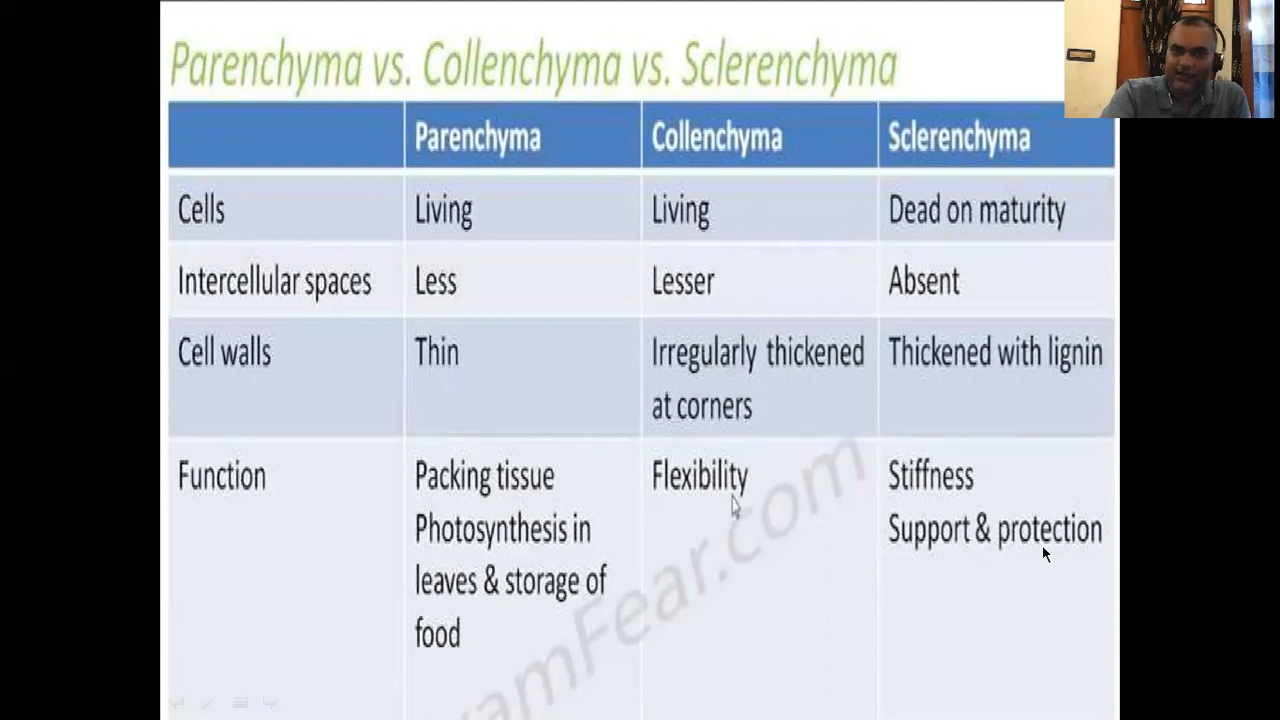 Parenchyma vs. Collenchyma vs. Sclerenchyma
Parenchyma Collenchyma Sclerenchyma
Cells Living Living Dead on maturity
Intercellular spaces Less Lesser Absent
Cell walls Thin Irregularly thickened Thickened with lignin
at corners
Function Packing tissue Flexibility Stiffness
Photosynthesis in Support & protection
leaves & storage of
food
amFear.com